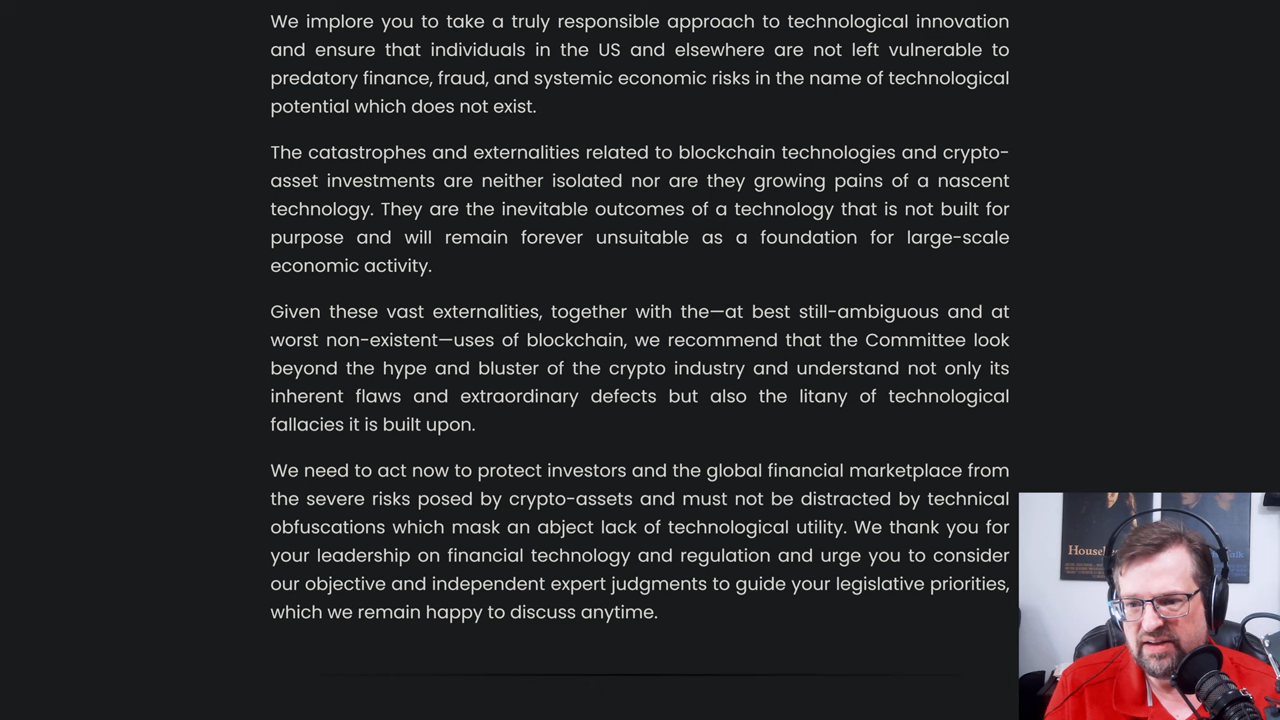 We implore you to take a truly responsible approach to technological innovation
and ensure that individuals in the US and elsewhere are not left vulnerable to
predatory finance, fraud, and systemic economic risks in the name of technological
potential which does not exist.
The catastrophes and externalities related to blockchain technologies and crypto-
asset investments are neither isolated nor are they growing pains of a nascent
technology. They are the inevitable outcomes of a technology that is not built for
purpose and will remain forever unsuitable as a foundation for large-scale
economic activity.
Given these vast externalities, together with the—at best still-ambiguous and at
worst non-existent—uses of blockchain, we recommend that the Committee look
beyond the hype and bluster of the crypto industry and understand not only its
inherent flaws and extraordinary defects but also the litany of technological
fallacies it is built upon.
We need to act now to protect investors and the global financial marketplace from
the severe risks posed by crypto-assets and must not be distracted by technical
obfuscations which mask an abject lack of technological utility. We thank you for
your leadership on financial technology and regulation and urge you to consider
our objective and independent expert judgments to guide your legislative priorities,
which we remain happy to discuss anytime.